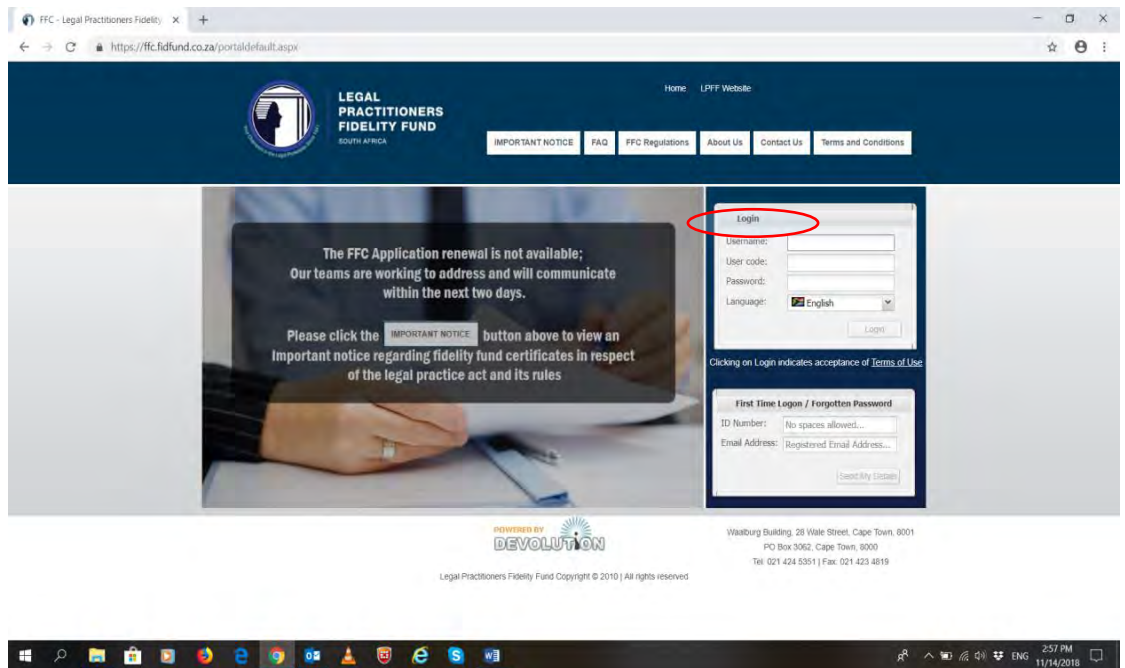 FFC - Legal Practitioners Fidelity
https://ffc.fidfund.co.za/portaldefault.aspx
LEGAL
PRACTITIONERS
FIDELITY FUND
SOUTH AFRICA
Home LPFF Website
IMPORTANT NOTICE FAQ FFC Regulations About Us Contact Us Terms and Conditions
The FFC Application renewal is not available;
Our teams are working to address and will communicate
within the next two days.
Please click the IMPORTANT NOTICE button above to view an
Important notice regarding fidelity fund certificates in respect
of the legal practice act and its rules
Login
Username:
User code:
Password:
Language: English
Login
Clicking on Login indicates acceptance of Terms of Use
First Time Logon / Forgotten Password
ID Number: No spaces allowed...
Email Address: Registered Email Address...
Send My Details
POWERED BY
DEVOLUTION
Legal Practitioners Fidelity Fund Copyright © 2010 | All rights reserved
Waalburg Building, 28 Wale Street, Cape Town, 8001
PO Box 3062, Cape Town, 8000
Tel: 021 424 5351 | Fax: 021 423 4819
ENG
2:57 PM
11/14/2018